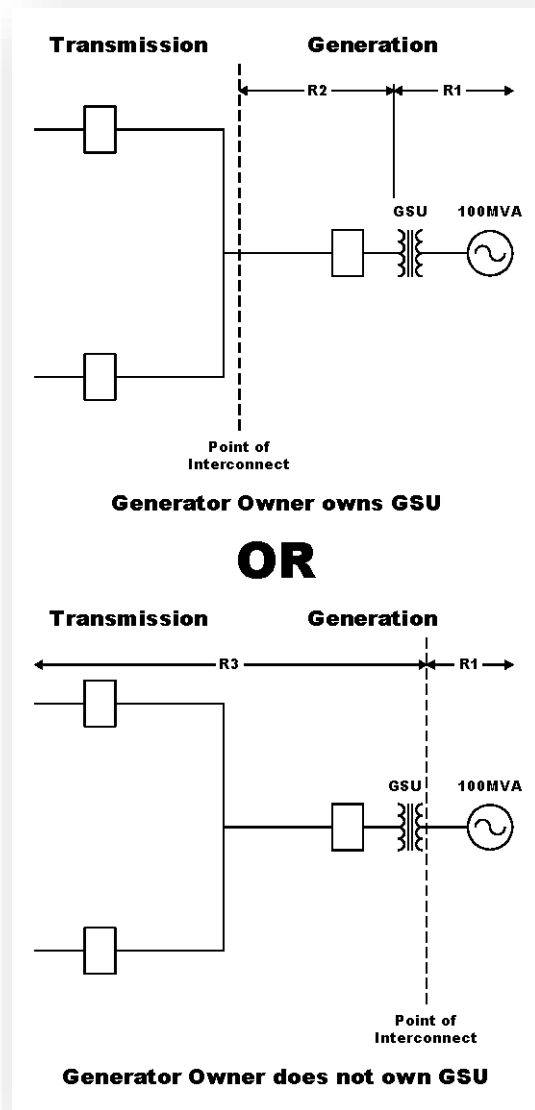 Transmission Generation
R2 R1
GSU 100MVA
Point of
Interconnect
Generator Owner owns GSU
OR
Transmission Generation
R3 R1
GSU 100MVA
Point of
Interconnect
Generator Owner does not own GSU